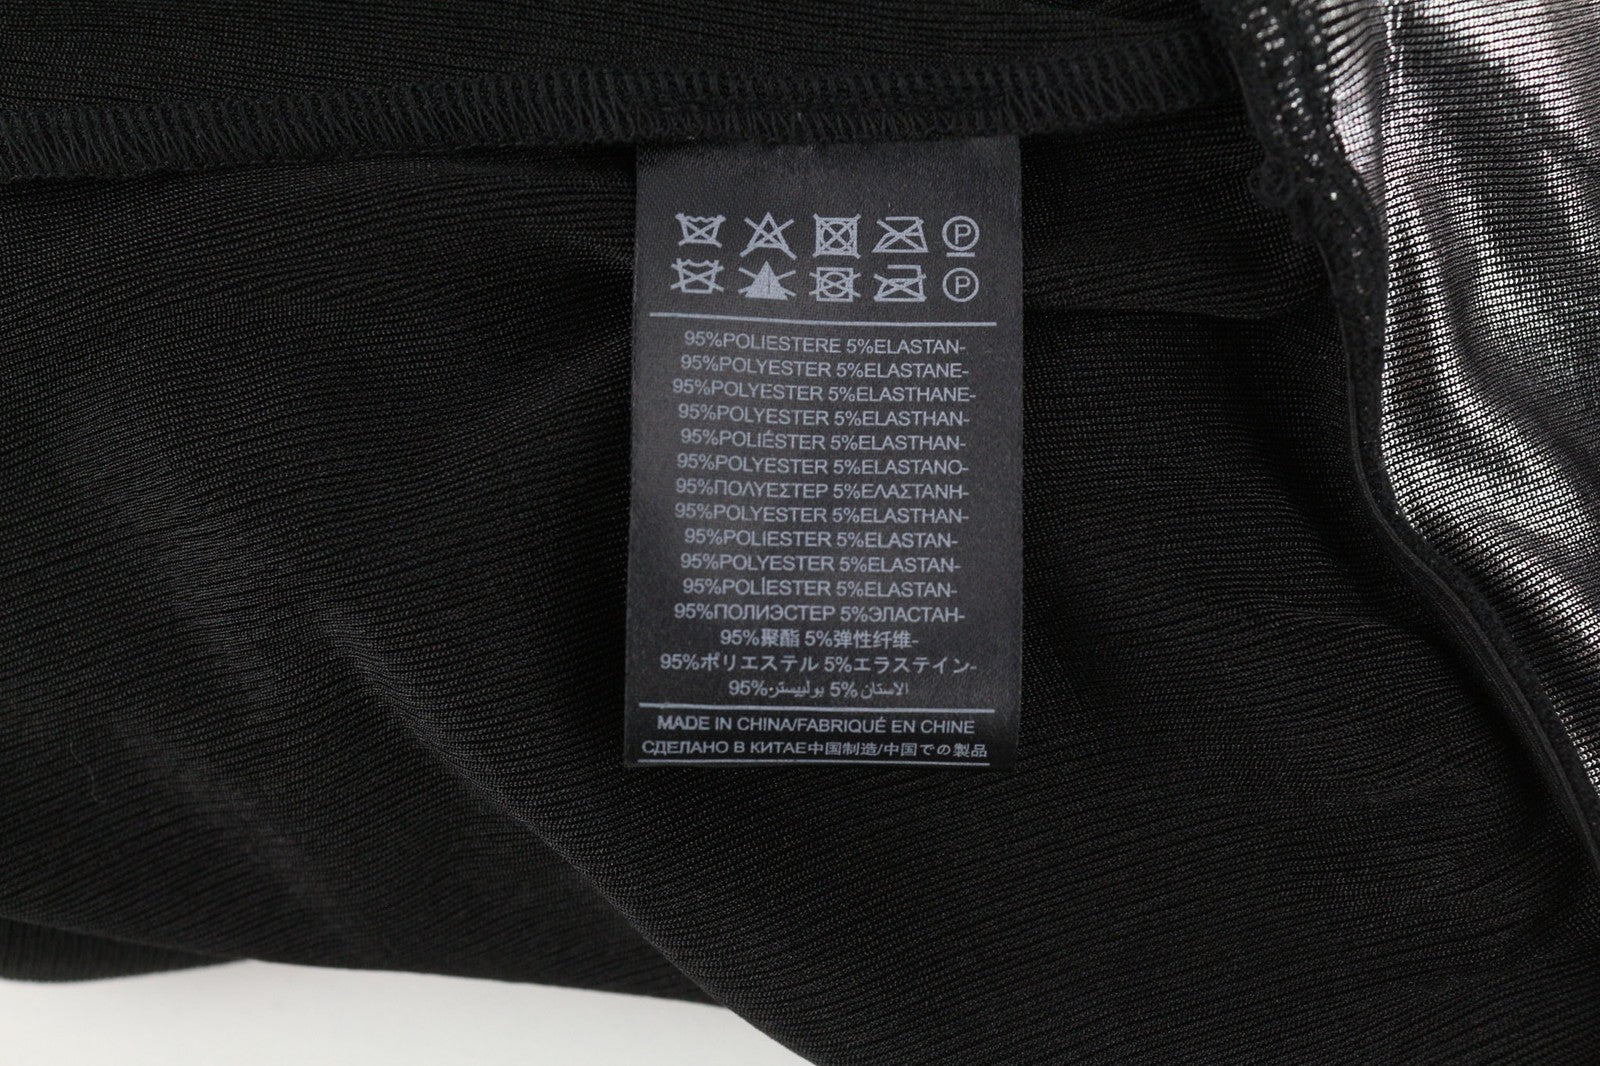 P
P
95%POLIESTERE 5%ELASTAN-
95%POLYESTER 5%ELASTANE-
95%POLYESTER 5%ELASTHANE-
95%POLYESTER 5%ELASTHAN-
95%POLIÉSTER 5%ELASTHAN-
95%POLYESTER 5%ELASTANO-
95%ΠΟΛΥΕΣΤΕΡ 5%ΕΛΑΣΤΑΝΗ-
95%POLYESTER 5%ELASTHAN-
95%POLIESTER 5%ELASTAN-
95%POLYESTER 5%ELASTAN-
95%POLİESTER 5%ELASTAN-
95%ПОЛИЭСТЕР 5%ЭЛАСТАН-
95%聚酯 5%弹性纤维-
95%ポリエステル 5%エラステイン-
95%بولييستر 5% الاستان
MADE IN CHINA/FABRIQUÉ EN CHINE
СДЕЛАНО В КИТАЕ中国制造/中国での製品